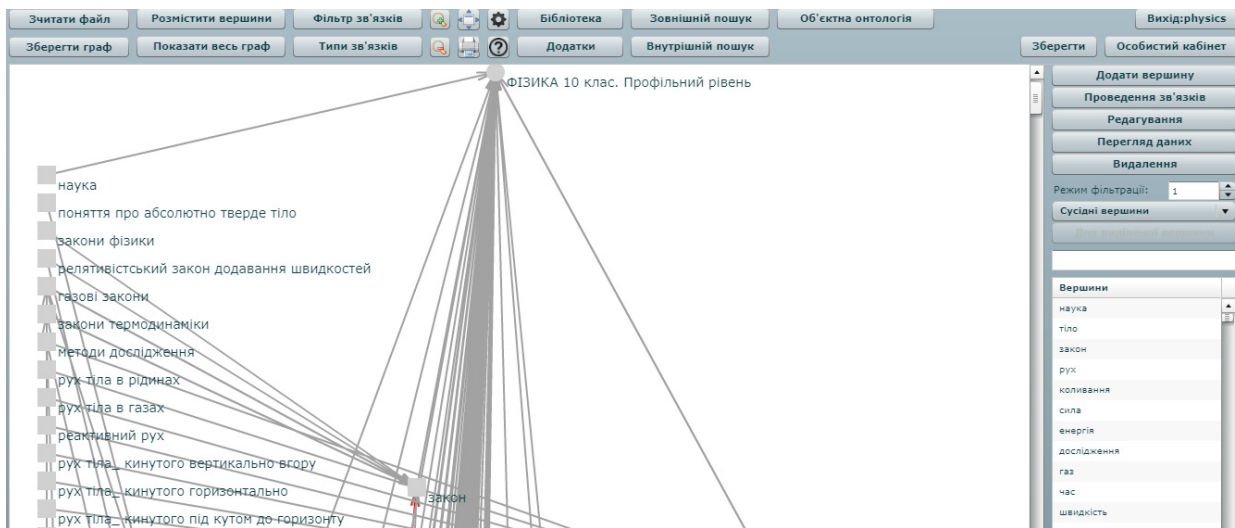 Зчитати файл
Розмістити вершини
Фільтр зв'язків
Бібліотека
Зовнішній пошук
Об'єктна онтологія
Вихід:physics
Зберегти граф
Показати весь граф
Типи зв'язків
Додатки
Внутрішній пошук
Зберегти
Особистий кабінет
ФІЗИКА 10 клас. Профільний рівень
наука
поняття про абсолютно тверде тіло
закони фізики
релятивістський закон додавання швидкостей
газові закони
закони термодинаміки
методи дослідження
рух тіла в рідинах
рух тіла в газах
реактивний рух
рух тіла_ кинутого вертикально вгору
рух тіла_ кинутого горизонтально
закон
рух тіла_ кинутого під кутом до горизонту
Додати вершину
Проведення зв'язків
Редагування
Перегляд даних
Видалення
Режим фільтрації: 1
Сусідні вершини
Вершини
наука
тіло
закон
рух
коливання
сила
енергія
дослідження
газ
час
швидкість